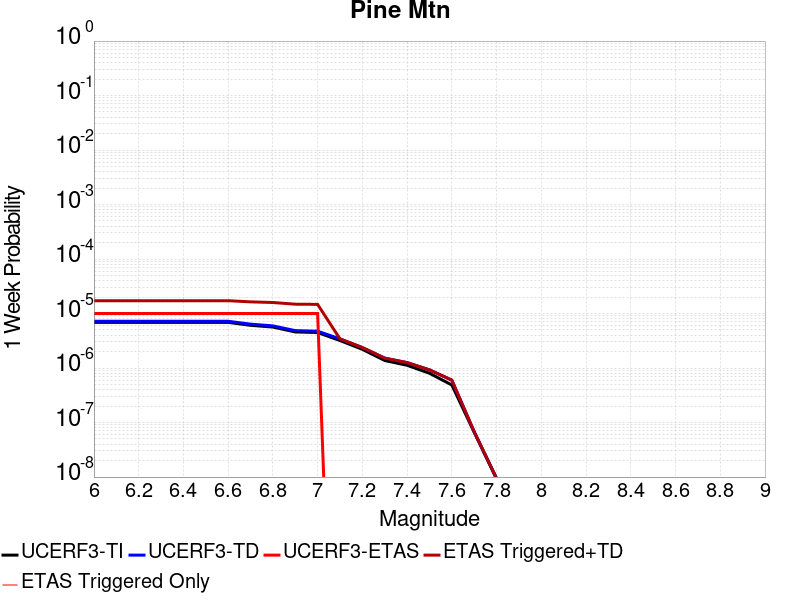 Pine Mtn
10^0
10^-1
10^-2
10^-3
10^-4
10^-5
10^-6
10^-7
10^-8
1 Week Probability
6 6.2 6.4 6.6 6.8 7 7.2 7.4 7.6 7.8 8 8.2 8.4 8.6 8.8 9
Magnitude
UCERF3-TI UCERF3-TD UCERF3-ETAS ETAS Triggered+TD
ETAS Triggered Only